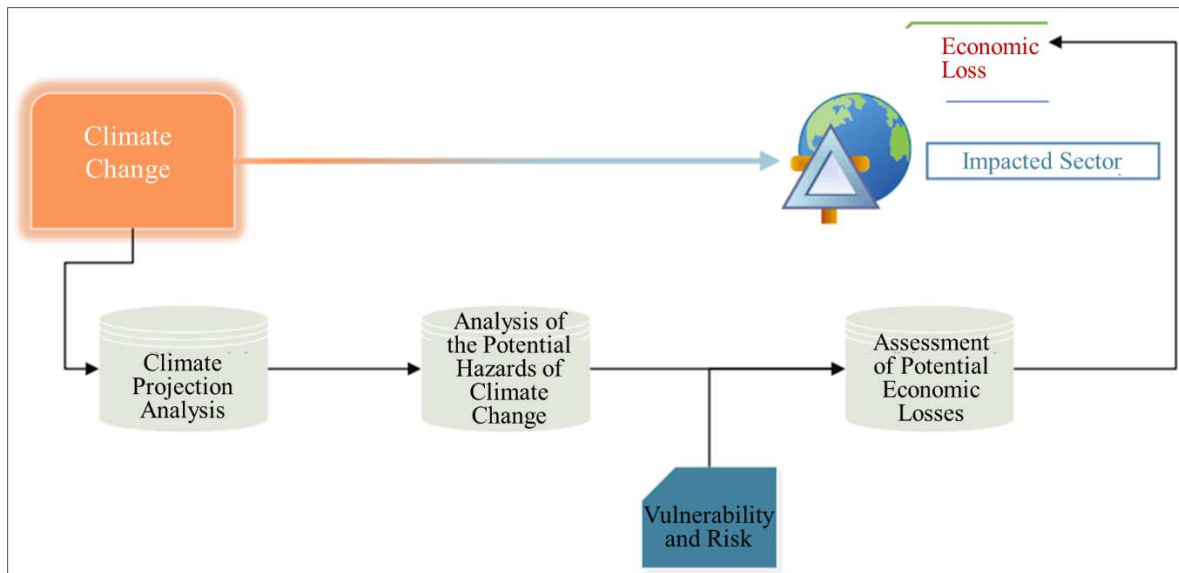 Economic
Loss
Climate
Change
Impacted Sector
Climate
Projection
Analysis
Analysis of
the Potential
Hazards of
Climate
Change
Assessment
of Potential
Economic
Losses
Vulnerability
and Risk